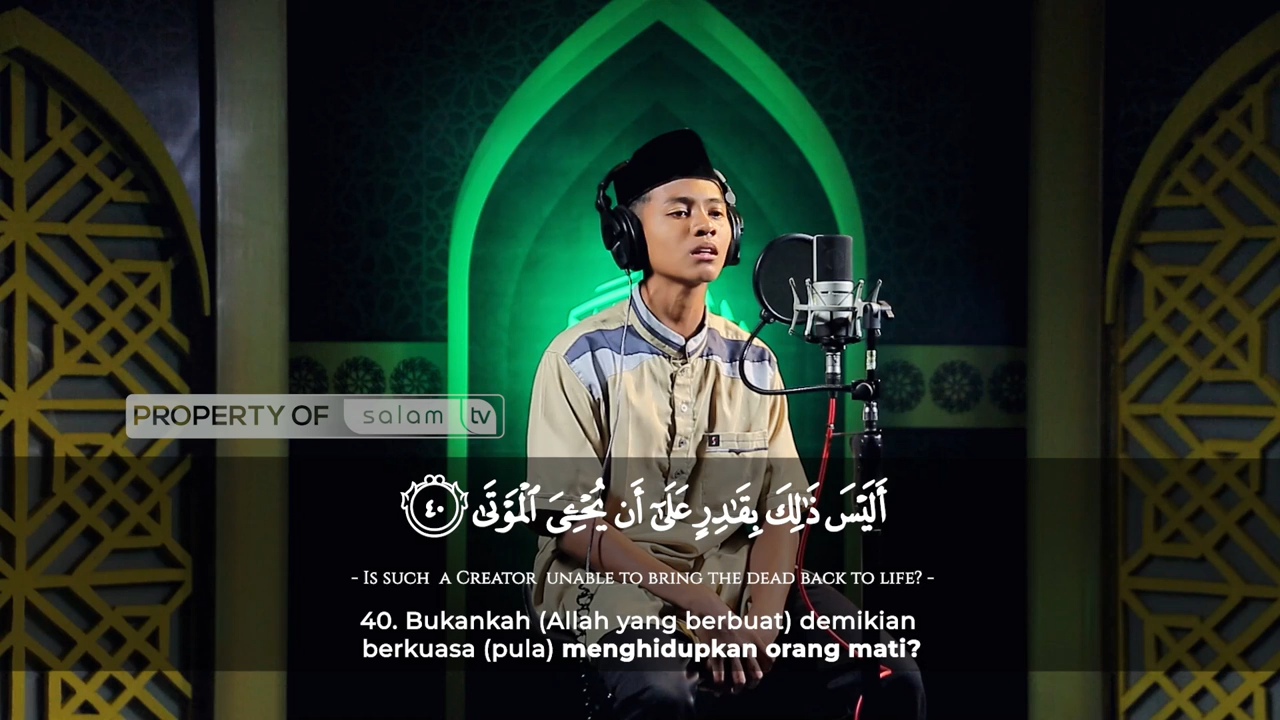 PROPERTY OF salam tv
أَلَيْسَ ذَٰلِكَ بِقَٰدِرٍ عَلَىٰٓ أَن يُحْۦِىَ ٱلْمَوْتَىٰ ٤٠
- Is such a Creator unable to bring the dead back to life? -
40. Bukankah (Allah yang berbuat) demikian
berkuasa (pula) menghidupkan orang mati?